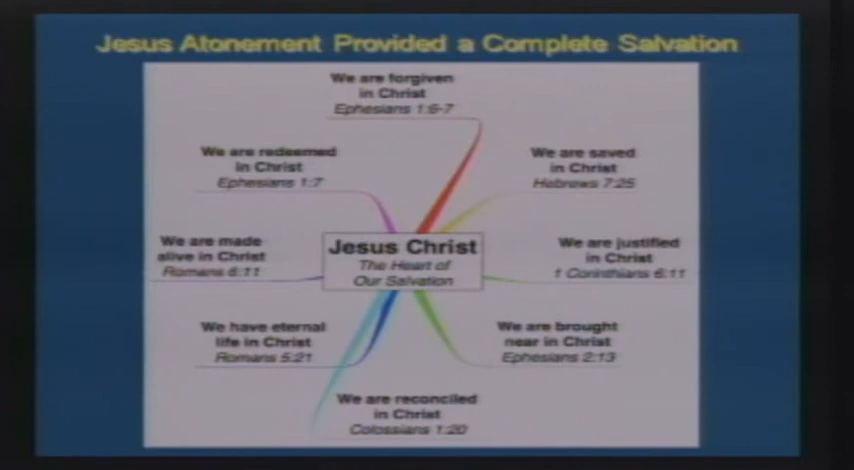 Jesus Atonement Provided a Complete Salvation
We are forgiven
in Christ
Ephesians 1:6-7
We are redeemed
in Christ
Ephesians 1:7
We are saved
in Christ
Hebrews 7:25
We are made
alive in Christ
Romans 6:11
Jesus Christ
The Heart of
Our Salvation
We are justified
in Christ
1 Corinthians 6:11
We have eternal
life in Christ
Romans 5:21
We are brought
near in Christ
Ephesians 2:13
We are reconciled
in Christ
Colossians 1:20